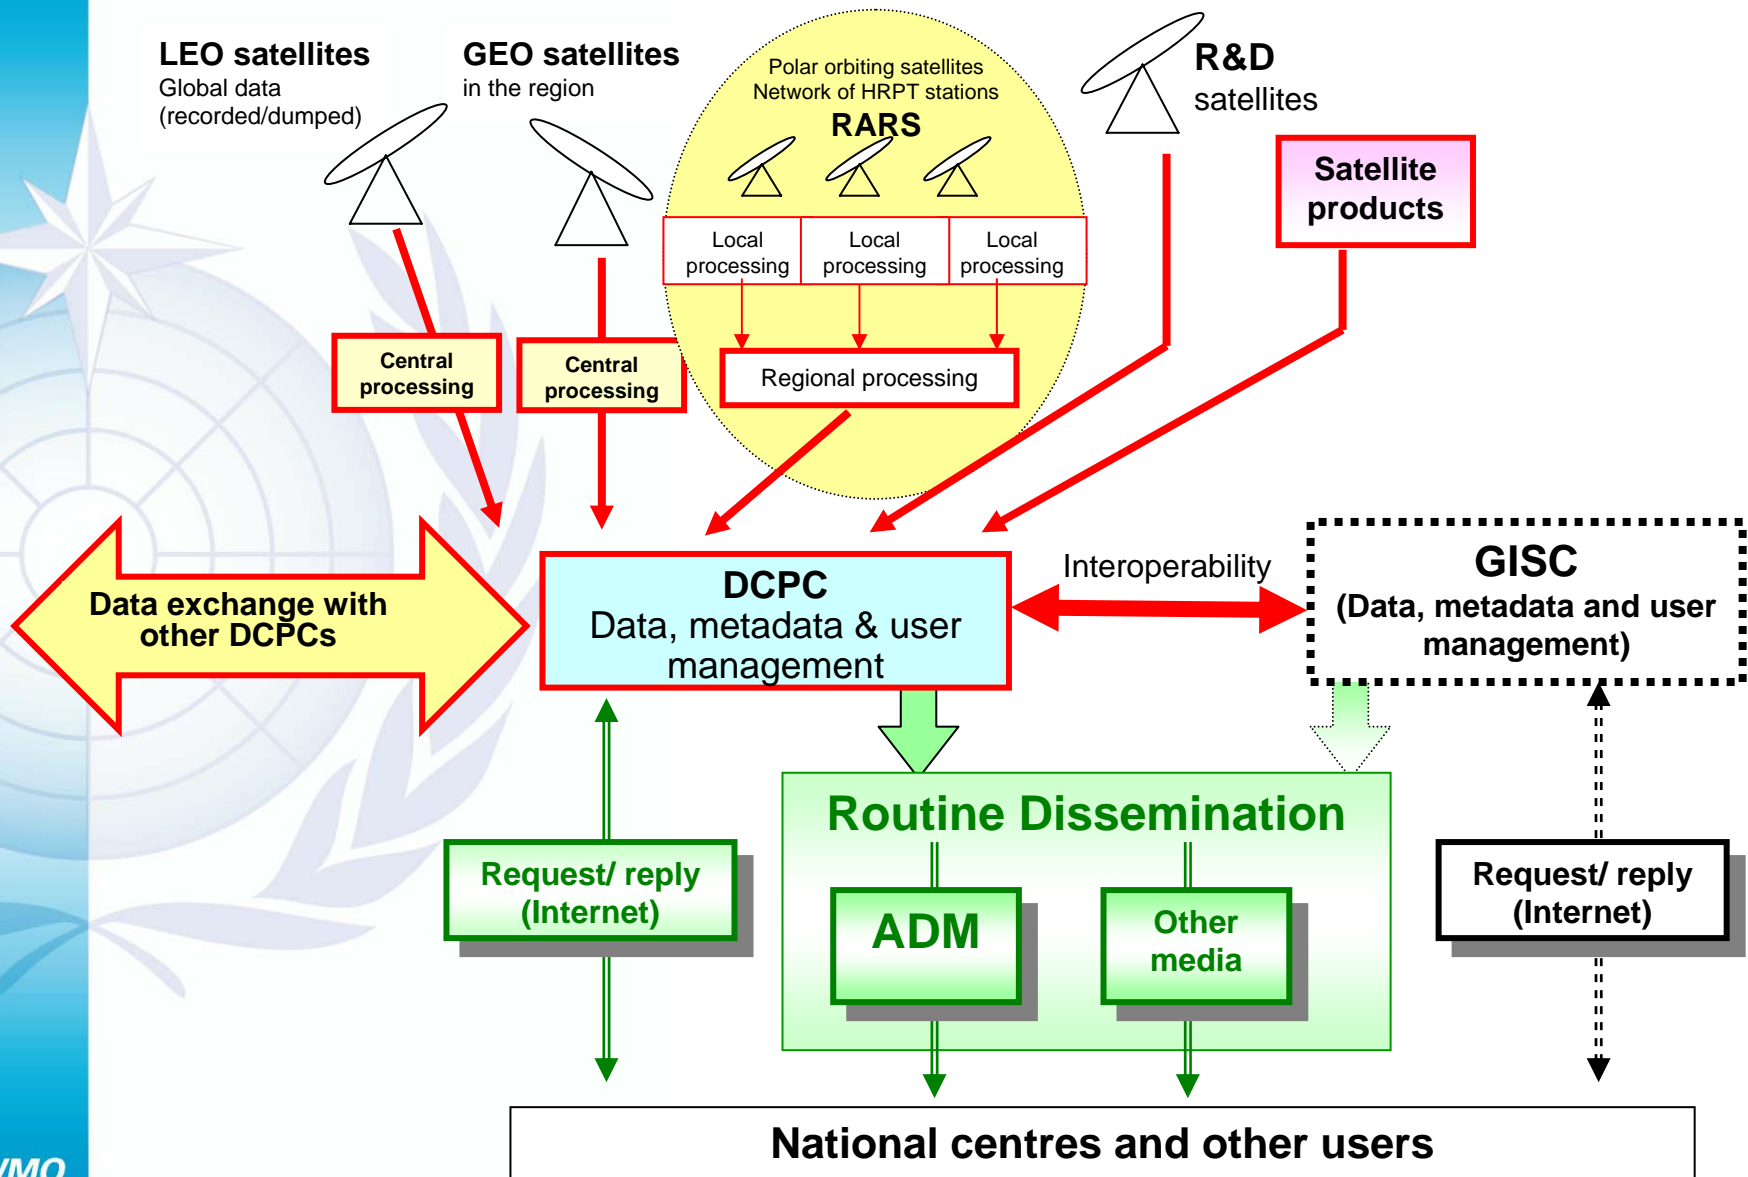 LEO satellites
Global data
(recorded/dumped)
GEO satellites
in the region
Polar orbiting satellites
Network of HRPT stations
RARS
R&D
satellites
Satellite
products
Local
processing
Local
processing
Local
processing
Central
processing
Central
processing
Regional processing
Data exchange with
other DCPCs
DCPC
Data, metadata & user
management
Interoperability
GISC
(Data, metadata and user
management)
Routine Dissemination
Request/ reply
(Internet)
ADM
Other
media
Request/ reply
(Internet)
National centres and other users
WMO